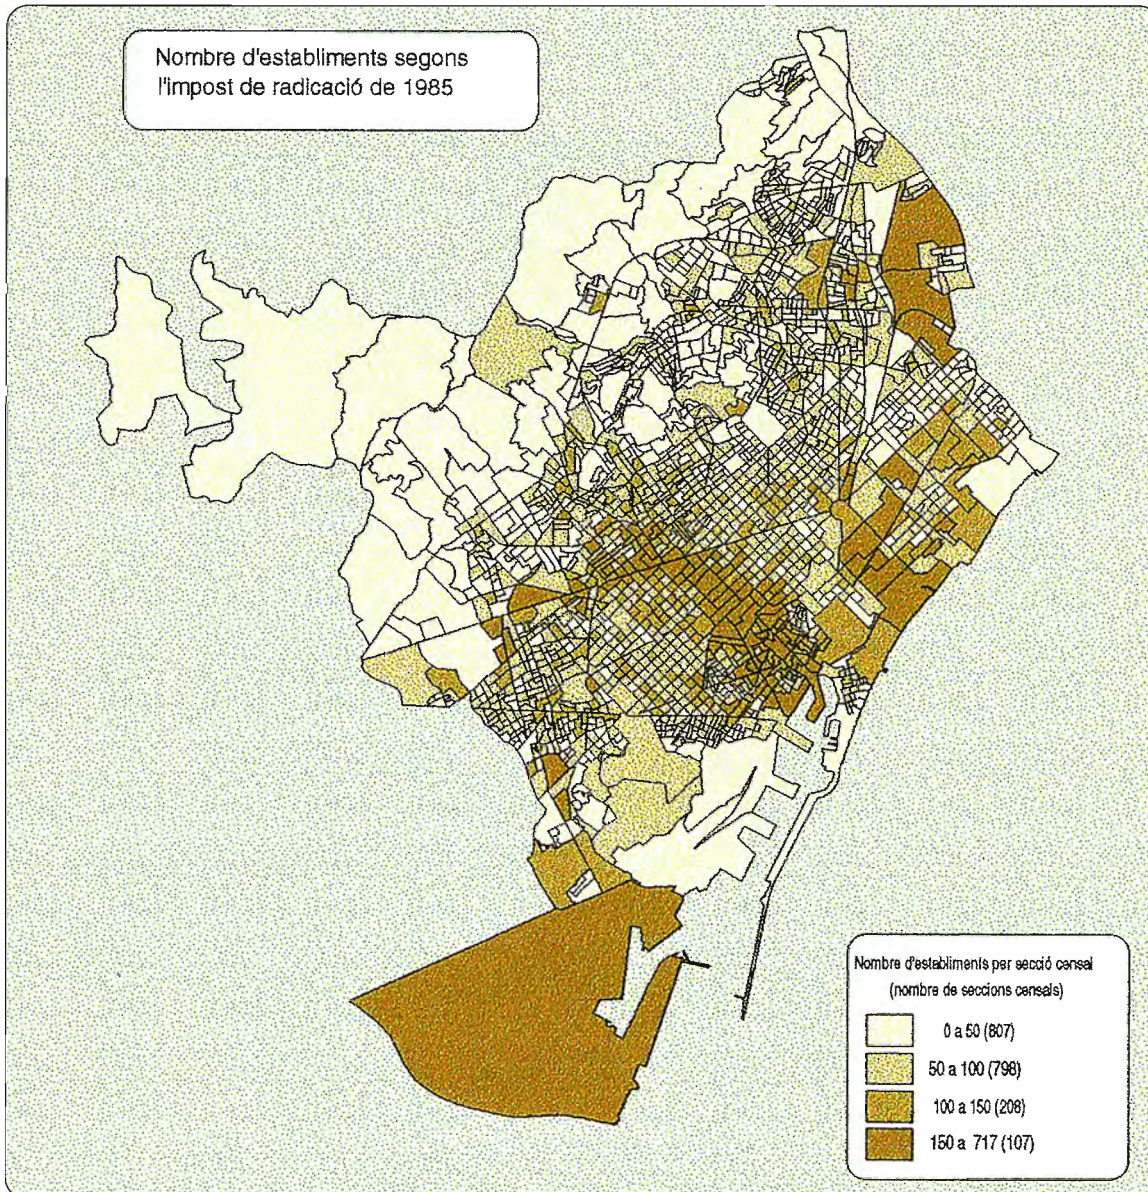 Nombre d'establiments segons
l'impost de radicació de 1985
Nombre d'establiments per secció censal
(nombre de seccions censals)
0 a 50 (807)
50 a 100 (798)
100 a 150 (208)
150 a 717 (107)